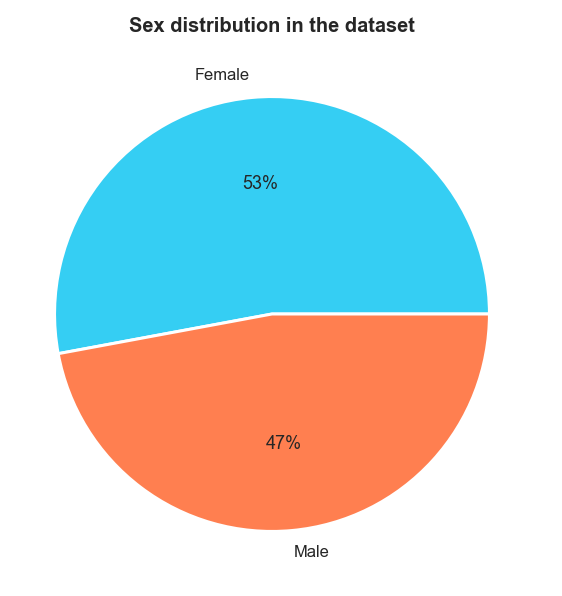 Sex distribution in the dataset
Female
53%
47%
Male